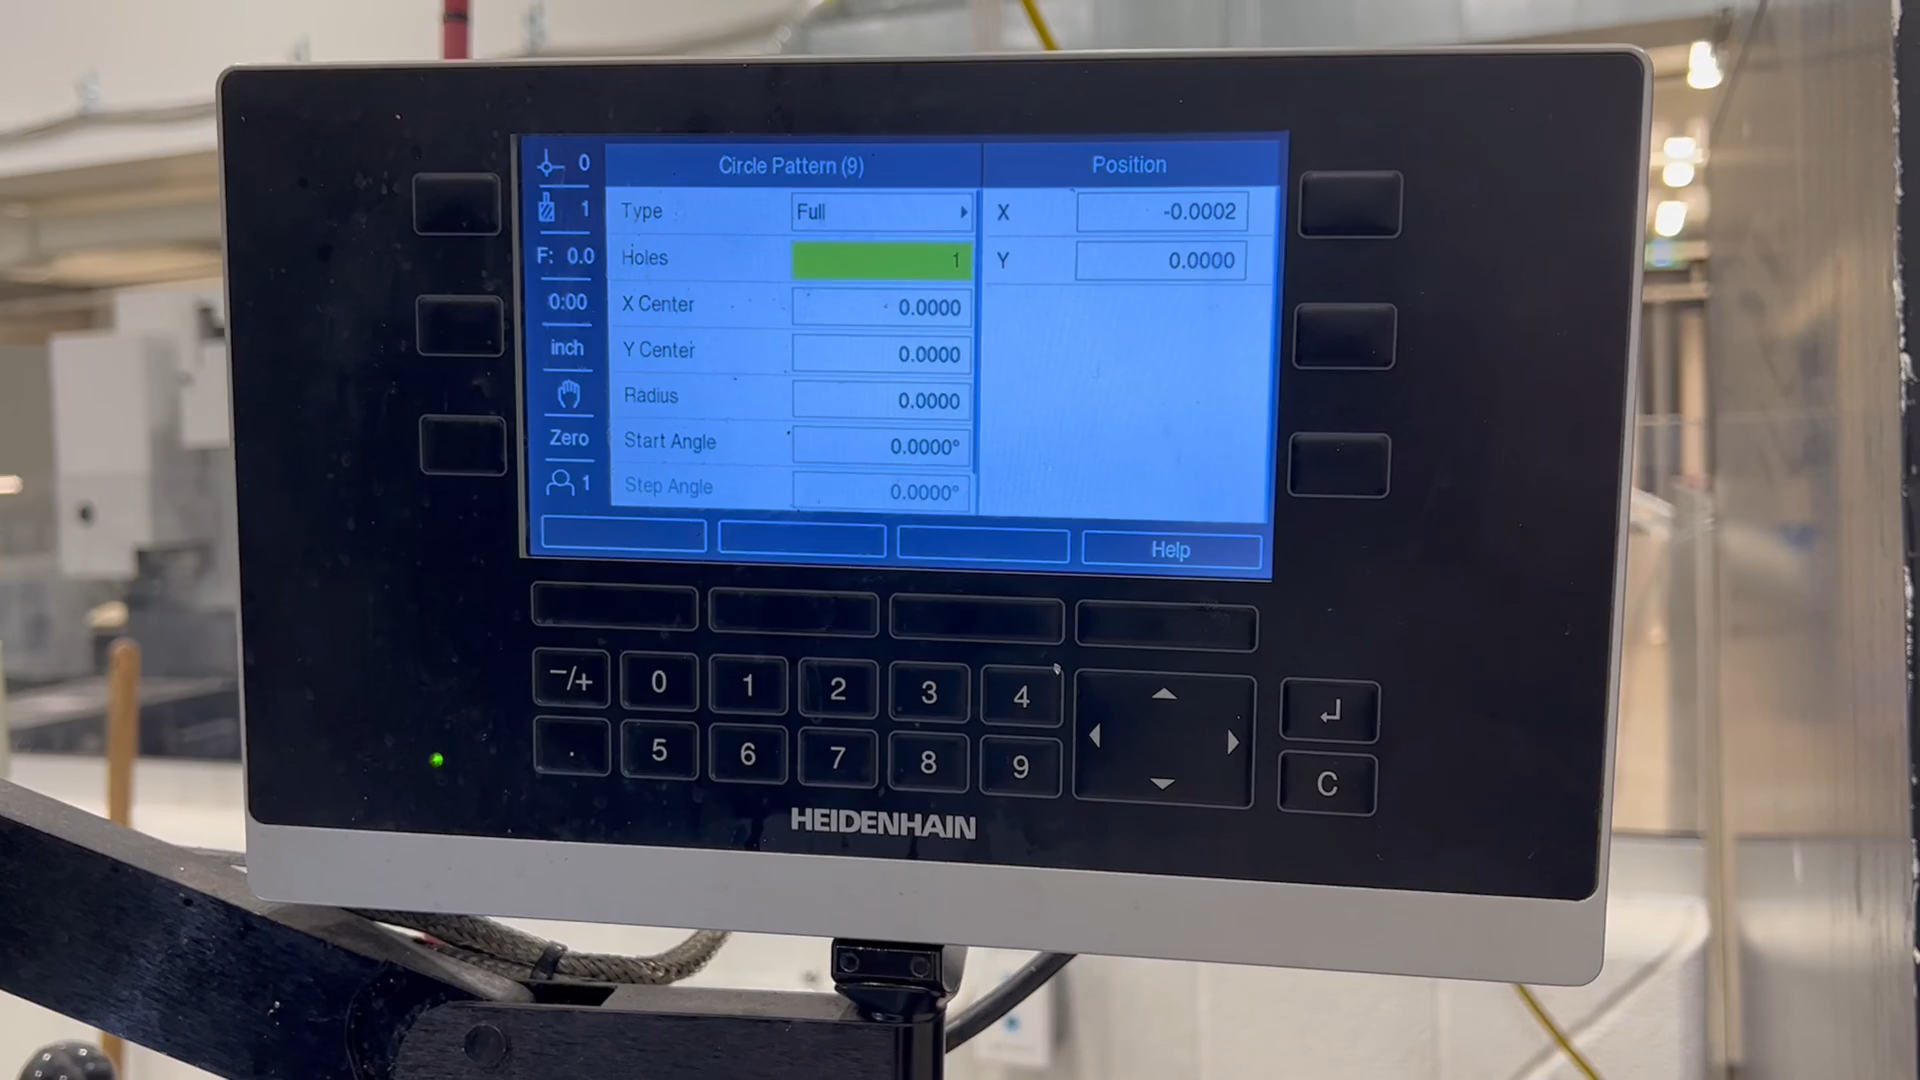 0
1
F: 0.0
0:00
inch
Zero
1
Circle Pattern (9)
Type Full
Holes 1
X Center 0.0000
Y Center 0.0000
Radius 0.0000
Start Angle 0.0000°
Step Angle 0.0000°
Position
X -0.0002
Y 0.0000
Help
-/+ 0 1 2 3 4
. 5 6 7 8 9
C
HEIDENHAIN